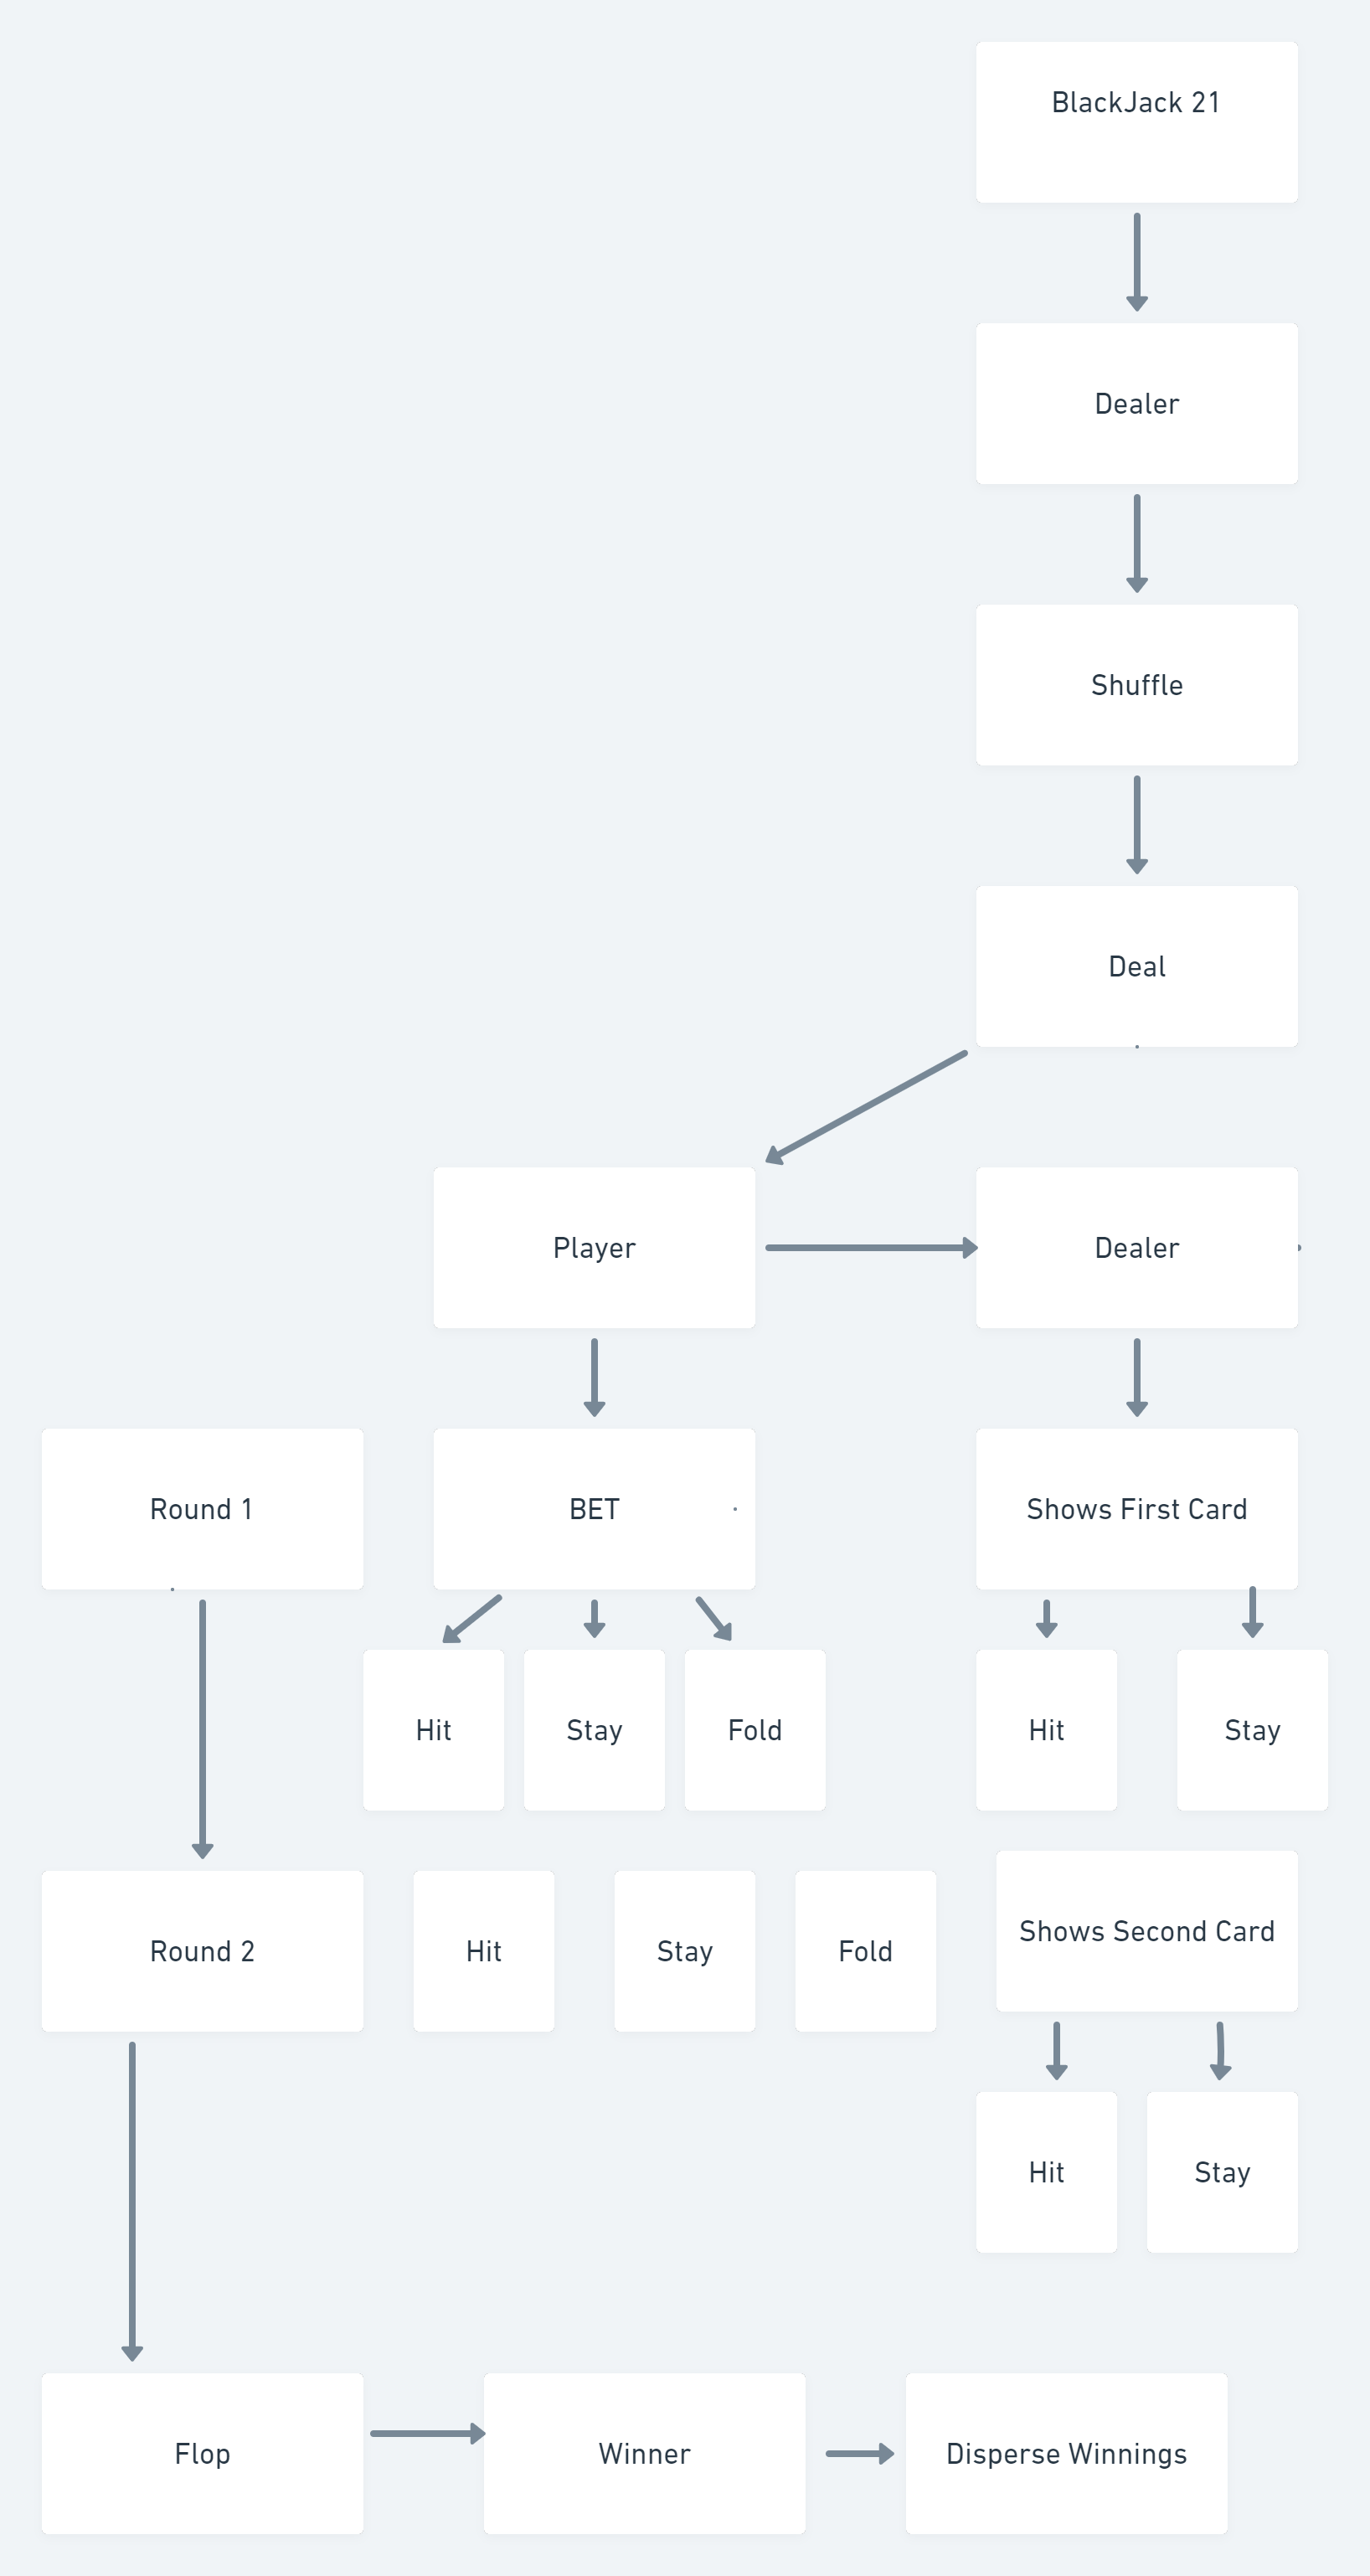 BlackJack 21
Dealer
Shuffle
Deal
Player
Dealer
Round 1
BET
Shows First Card
Hit
Stay
Fold
Hit
Stay
Round 2
Hit
Stay
Fold
Shows Second Card
Hit
Stay
Flop
Winner
Disperse Winnings